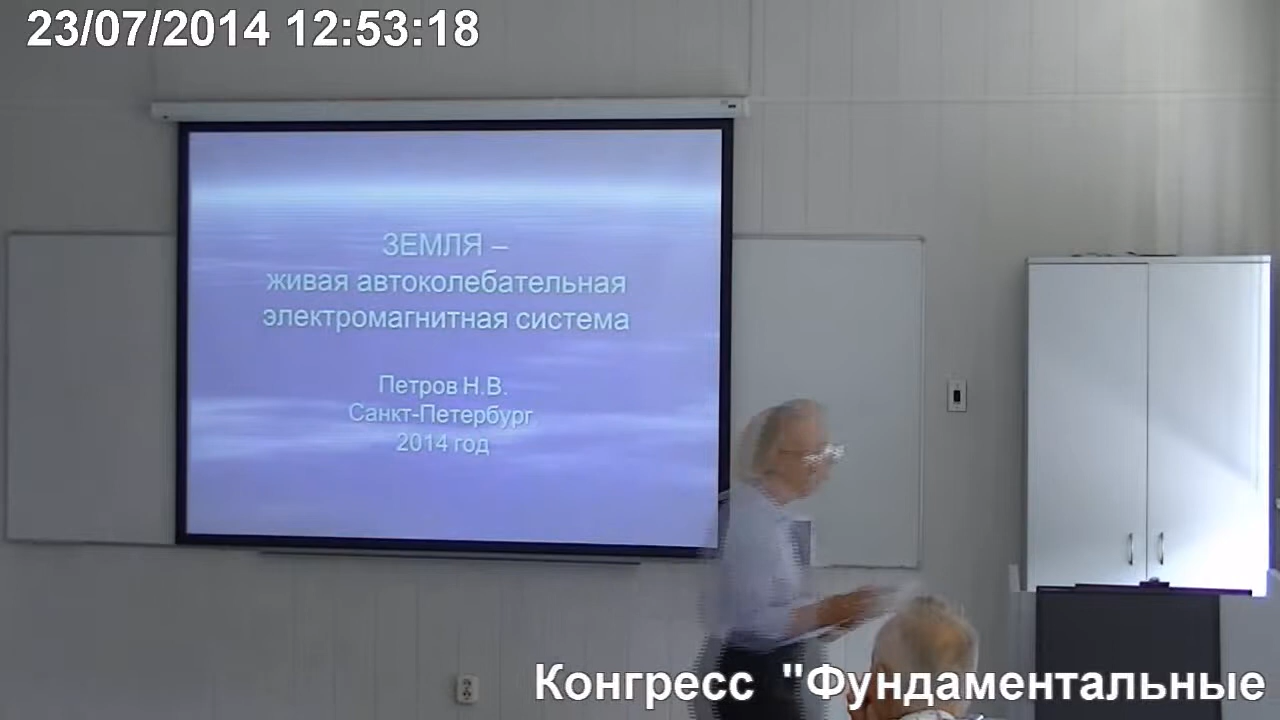 23/07/2014 12:53:18
ЗЕМЛЯ –
живая автоколебательная
электромагнитная система
Петров Н.В.
Санкт-Петербург
2014 год
Конгресс "Фундаментальные